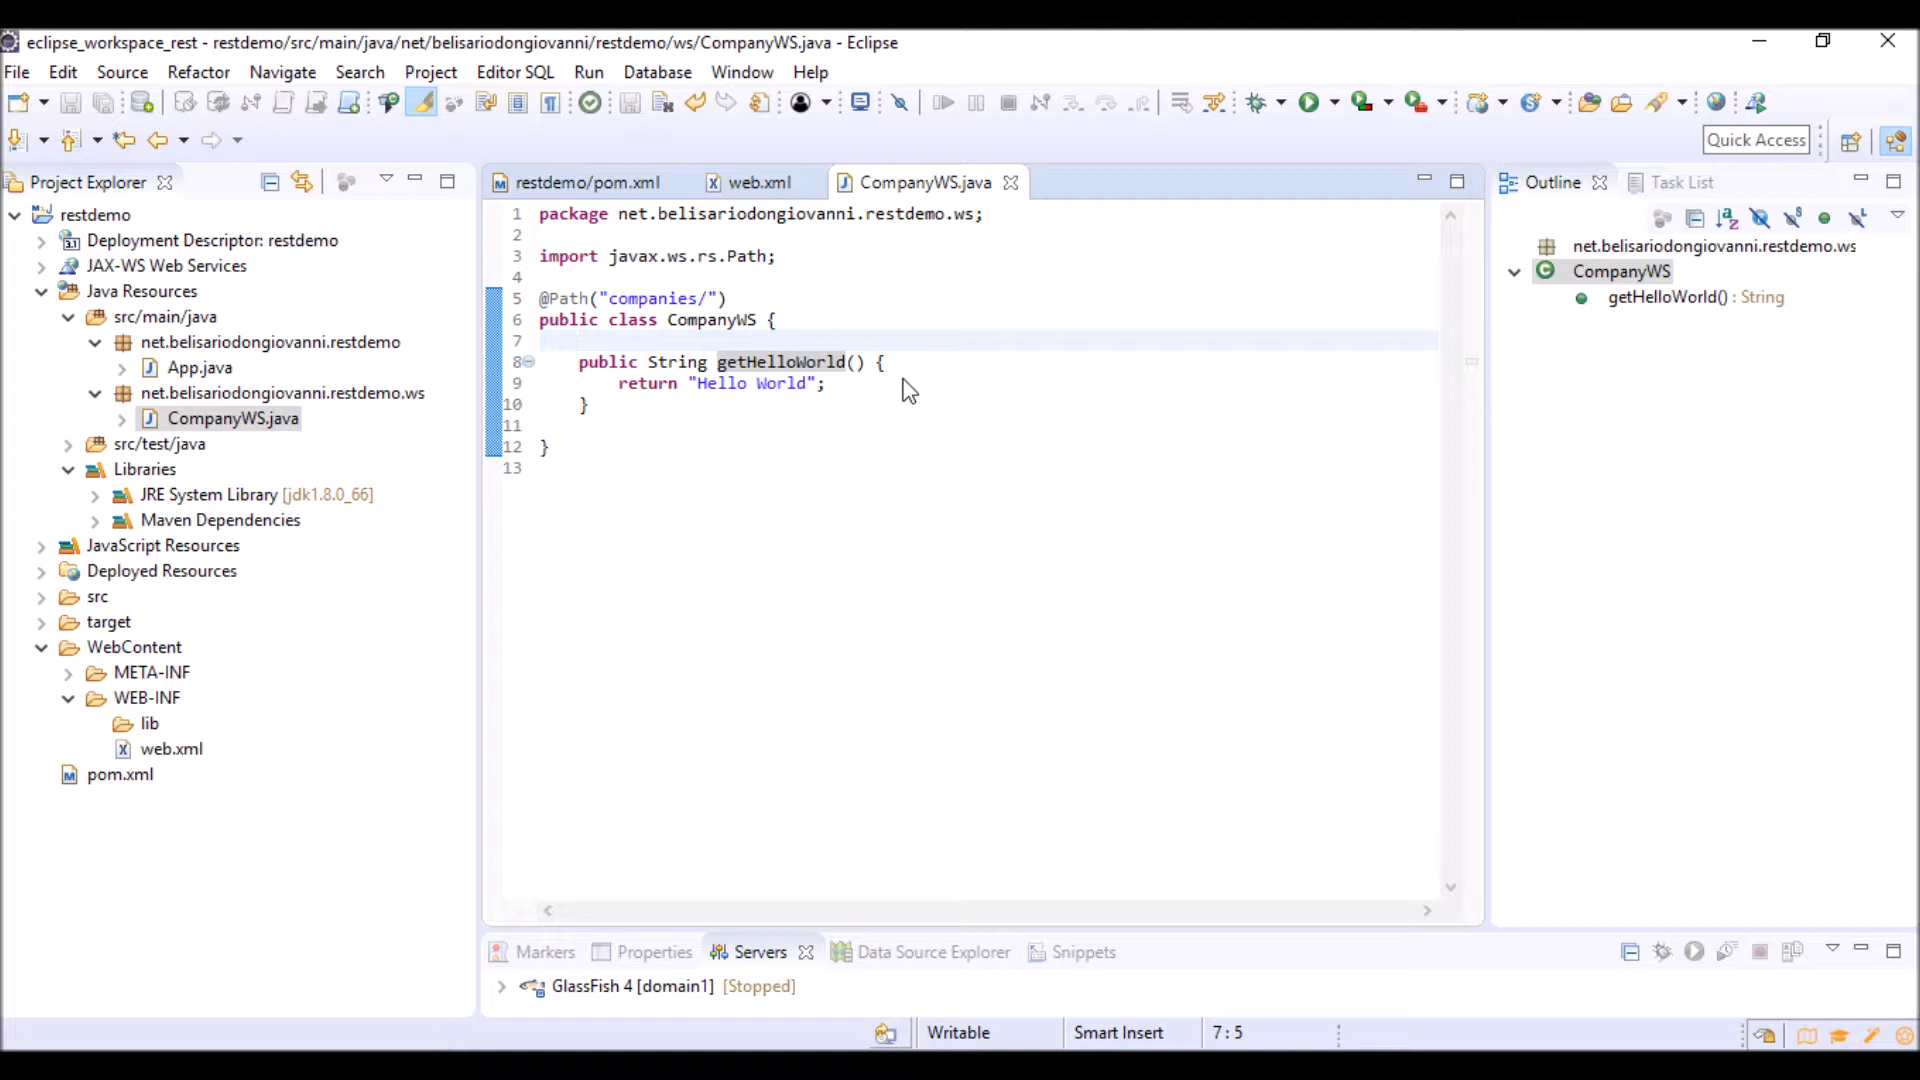 eclipse_workspace_rest - restdemo/src/main/java/net/belisariodongiovanni/restdemo/ws/CompanyWS.java - Eclipse
File Edit Source Refactor Navigate Search Project Editor SQL Run Database Window Help
Quick Access
Project Explorer
restdemo
Deployment Descriptor: restdemo
JAX-WS Web Services
Java Resources
src/main/java
net.belisariodongiovanni.restdemo
App.java
net.belisariodongiovanni.restdemo.ws
CompanyWS.java
src/test/java
Libraries
JRE System Library [jdk1.8.0_66]
Maven Dependencies
JavaScript Resources
Deployed Resources
src
target
WebContent
META-INF
WEB-INF
lib
web.xml
pom.xml
restdemo/pom.xml web.xml CompanyWS.java
1 package net.belisariodongiovanni.restdemo.ws;
2
3 import javax.ws.rs.Path;
4
5 @Path("companies/")
6 public class CompanyWS {
7
8 public String getHelloWorld() {
9 return "Hello World";
10 }
11
12 }
13
Outline Task List
net.belisariodongiovanni.restdemo.ws
CompanyWS
getHelloWorld() : String
Markers Properties Servers Data Source Explorer Snippets
GlassFish 4 [domain1] [Stopped]
Writable Smart Insert 7 : 5